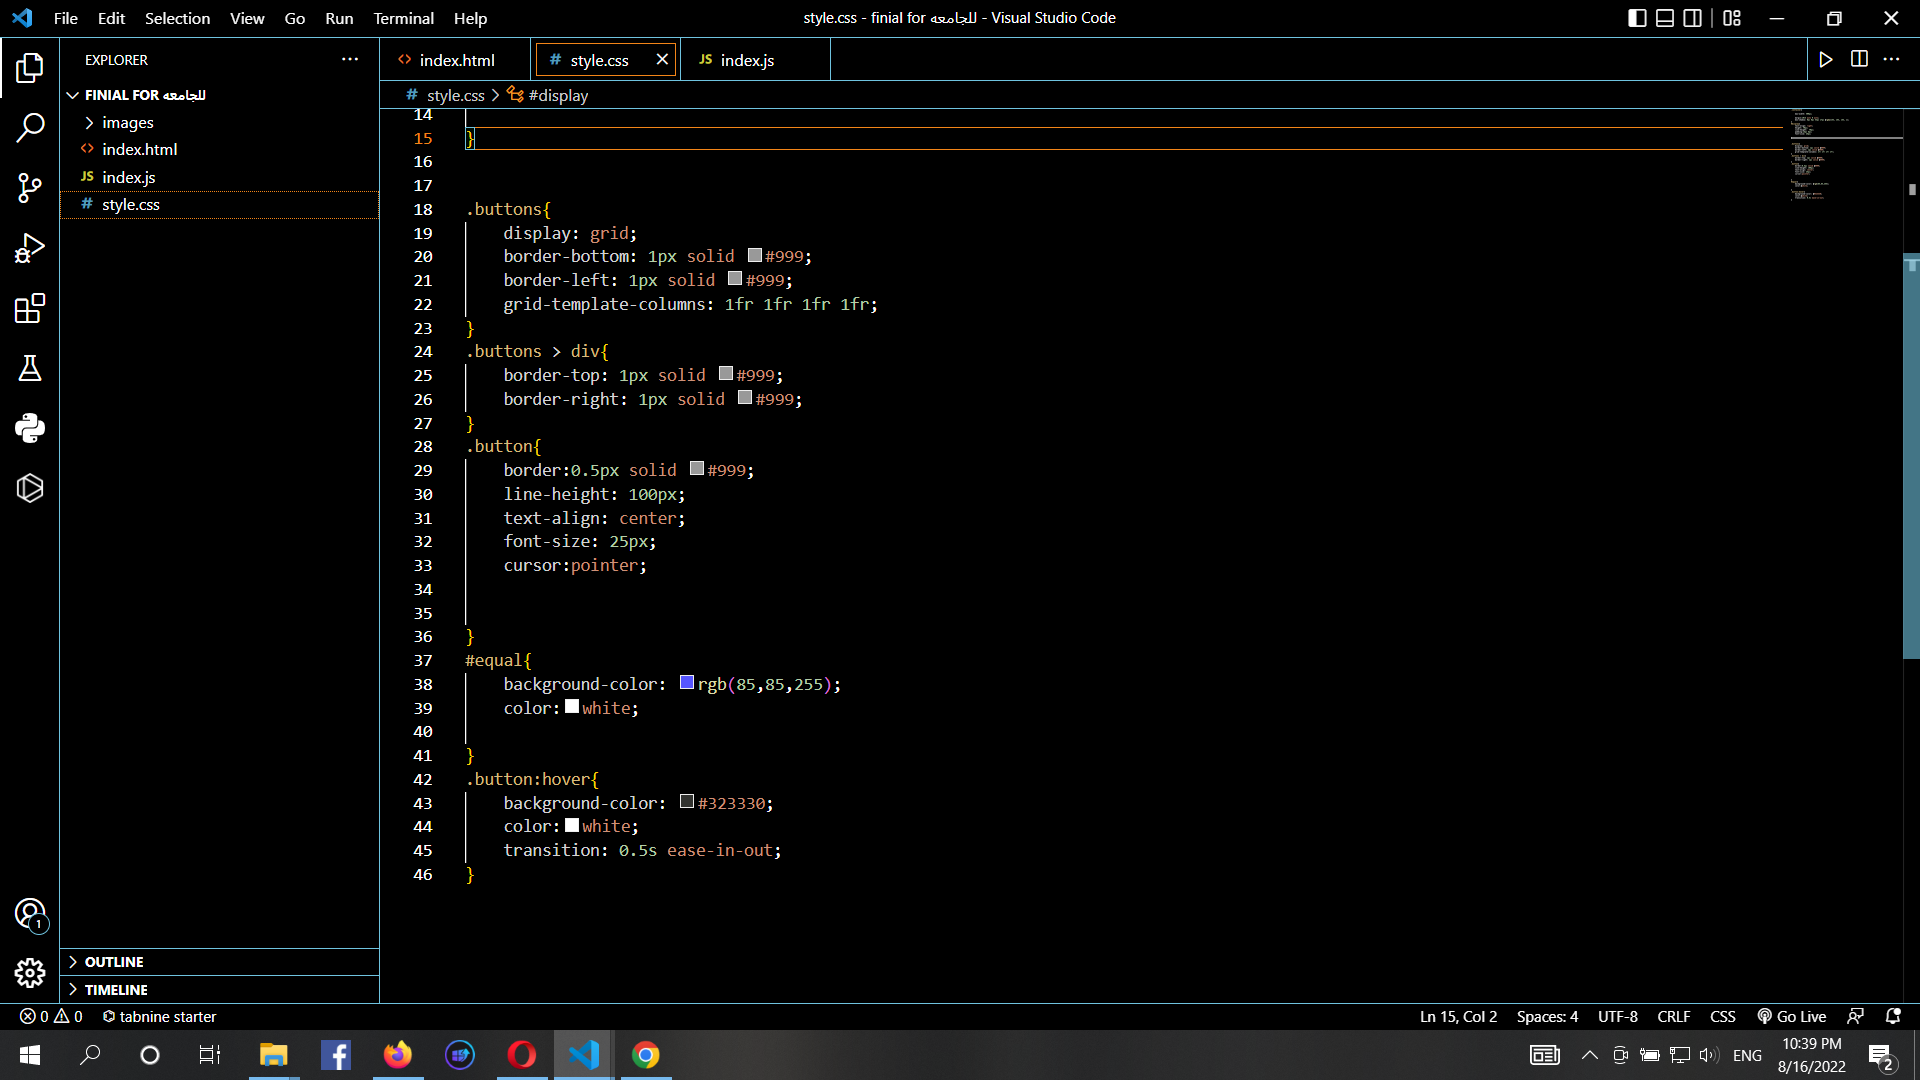 File Edit Selection View Go Run Terminal Help
style.css - finial for للجامعه - Visual Studio Code
EXPLORER
FINIAL FOR للجامعه
images
index.html
index.js
style.css
index.html
style.css
index.js
style.css > #display
14
15 }
16
17
18 .buttons{
19 display: grid;
20 border-bottom: 1px solid #999;
21 border-left: 1px solid #999;
22 grid-template-columns: 1fr 1fr 1fr 1fr;
23 }
24 .buttons > div{
25 border-top: 1px solid #999;
26 border-right: 1px solid #999;
27 }
28 .button{
29 border:0.5px solid #999;
30 line-height: 100px;
31 text-align: center;
32 font-size: 25px;
33 cursor:pointer;
34
35
36 }
37 #equal{
38 background-color: rgb(85,85,255);
39 color:white;
40
41 }
42 .button:hover{
43 background-color: #323330;
44 color:white;
45 transition: 0.5s ease-in-out;
46 }
1
OUTLINE
TIMELINE
0 0 tabnine starter
Ln 15, Col 2 Spaces: 4 UTF-8 CRLF CSS Go Live
ENG
10:39 PM
8/16/2022
2